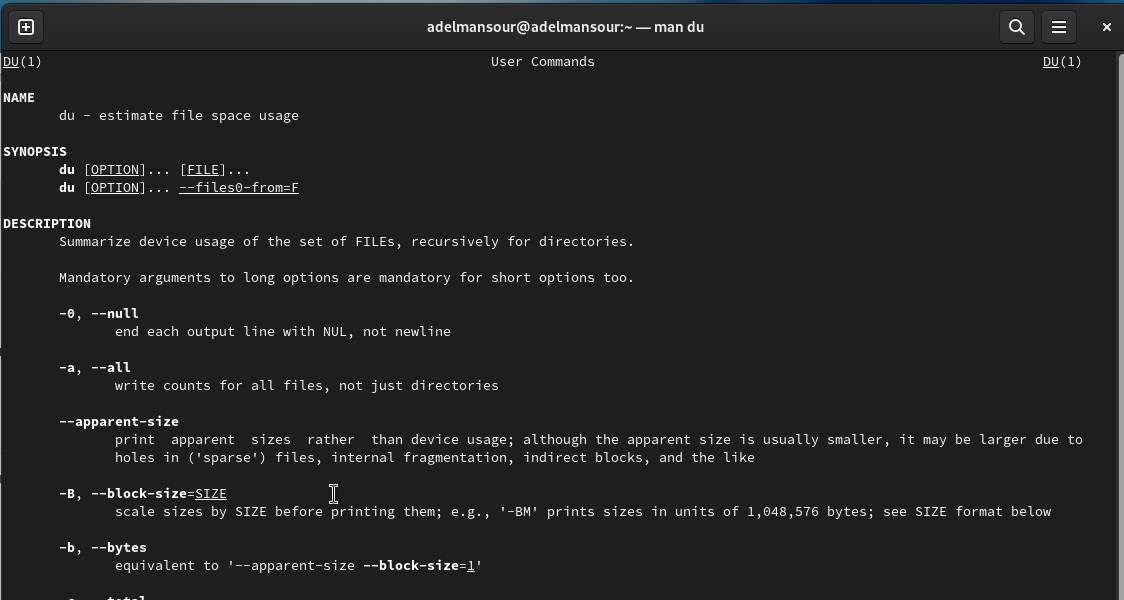 adelmansour@adelmansour:~ — man du
DU(1) User Commands DU(1)
NAME
du - estimate file space usage
SYNOPSIS
du [OPTION]... [FILE]...
du [OPTION]... --files0-from=F
DESCRIPTION
Summarize device usage of the set of FILEs, recursively for directories.
Mandatory arguments to long options are mandatory for short options too.
-0, --null
end each output line with NUL, not newline
-a, --all
write counts for all files, not just directories
--apparent-size
print apparent sizes rather than device usage; although the apparent size is usually smaller, it may be larger due to
holes in ('sparse') files, internal fragmentation, indirect blocks, and the like
-B, --block-size=SIZE
scale sizes by SIZE before printing them; e.g., '-BM' prints sizes in units of 1,048,576 bytes; see SIZE format below
-b, --bytes
equivalent to '--apparent-size --block-size=1'